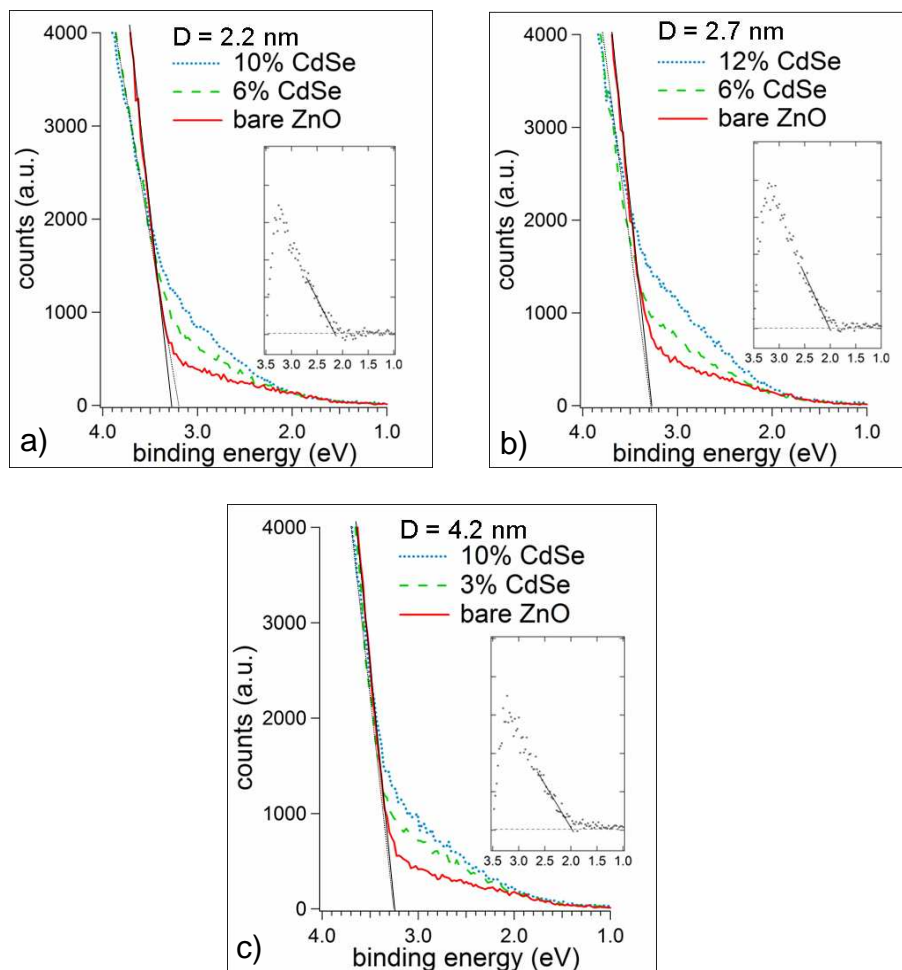 D = 2.2 nm
10% CdSe
6% CdSe
bare ZnO
4000
3000
2000
1000
0
counts (a.u.)
4.0 3.0 2.0 1.0
binding energy (eV)
3.5 3.0 2.5 2.0 1.5 1.0
a)
D = 2.7 nm
12% CdSe
6% CdSe
bare ZnO
4000
3000
2000
1000
0
counts (a.u.)
4.0 3.0 2.0 1.0
binding energy (eV)
3.5 3.0 2.5 2.0 1.5 1.0
b)
D = 4.2 nm
10% CdSe
3% CdSe
bare ZnO
4000
3000
2000
1000
0
counts (a.u.)
4.0 3.0 2.0 1.0
binding energy (eV)
3.5 3.0 2.5 2.0 1.5 1.0
c)